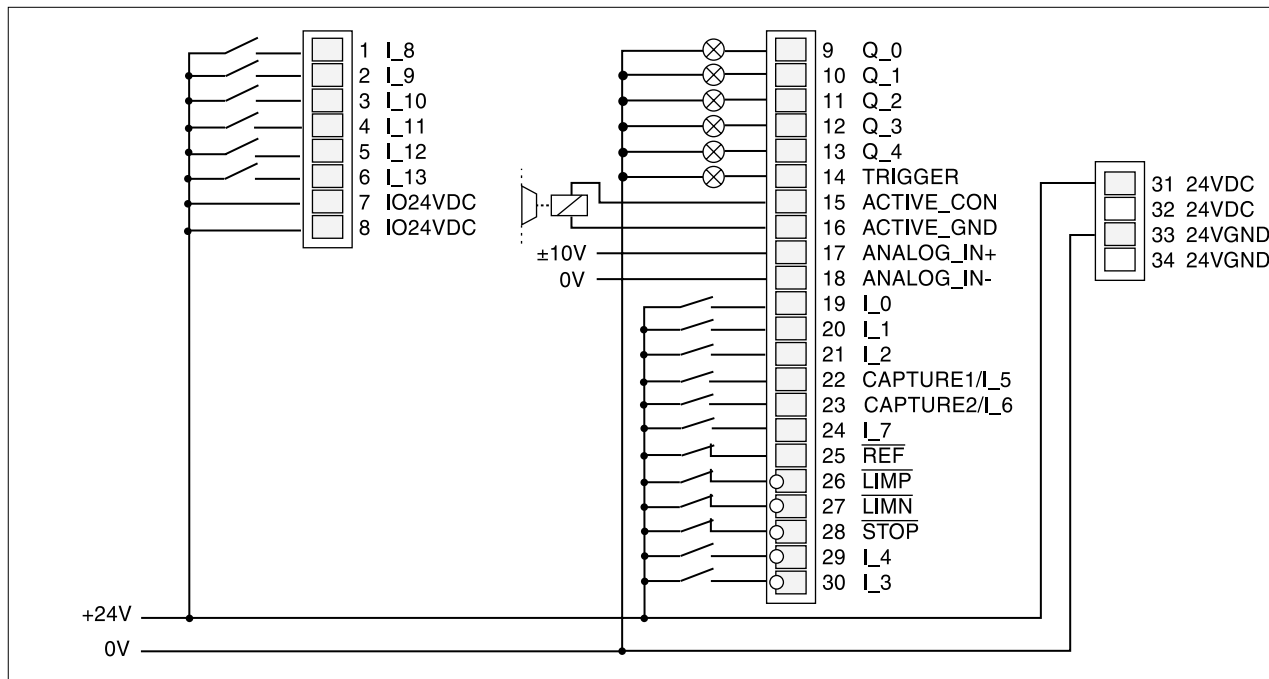 1 I_8
2 I_9
3 I_10
4 I_11
5 I_12
6 I_13
7 IO24VDC
8 IO24VDC
9 Q_0
10 Q_1
11 Q_2
12 Q_3
13 Q_4
14 TRIGGER
15 ACTIVE_CON
16 ACTIVE_GND
±10V 17 ANALOG_IN+
0V 18 ANALOG_IN-
19 I_0
20 I_1
21 I_2
22 CAPTURE1/I_5
23 CAPTURE2/I_6
24 I_7
25 REF
26 LIMP
27 LIMN
28 STOP
29 I_4
30 I_3
31 24VDC
32 24VDC
33 24VGND
34 24VGND
+24V
0V